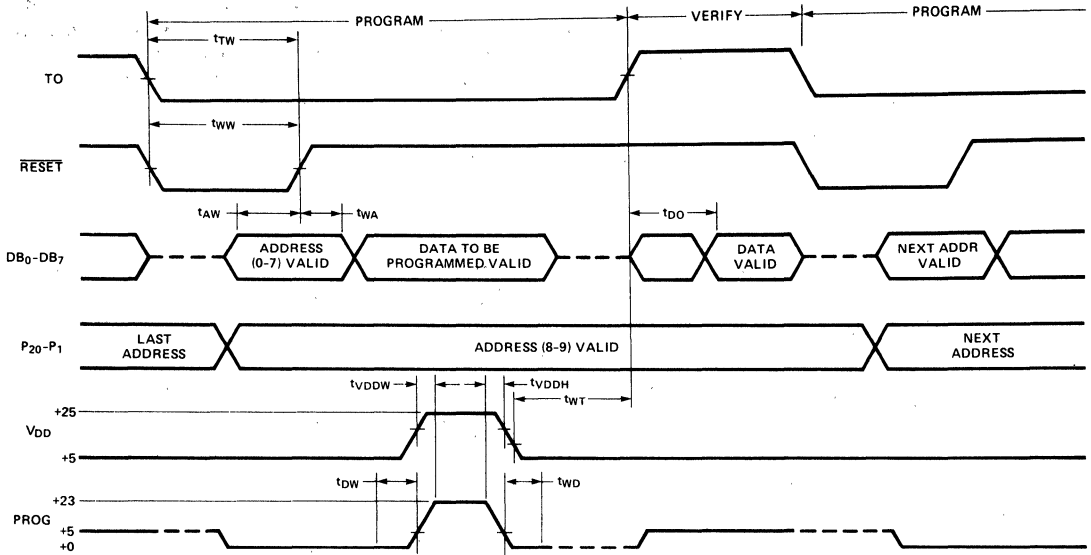 PROGRAM VERIFY PROGRAM
tTW
TO
tWW
RESET
tAW tWA tDO
DB0-DB7
ADDRESS (0-7) VALID
DATA TO BE PROGRAMMED VALID
DATA VALID
NEXT ADDR VALID
P20-P1
LAST ADDRESS
ADDRESS (8-9) VALID
NEXT ADDRESS
tVDDW tVDDH
tWT
+25
VDD
+5
tDW tWD
+23
PROG
+5
+0